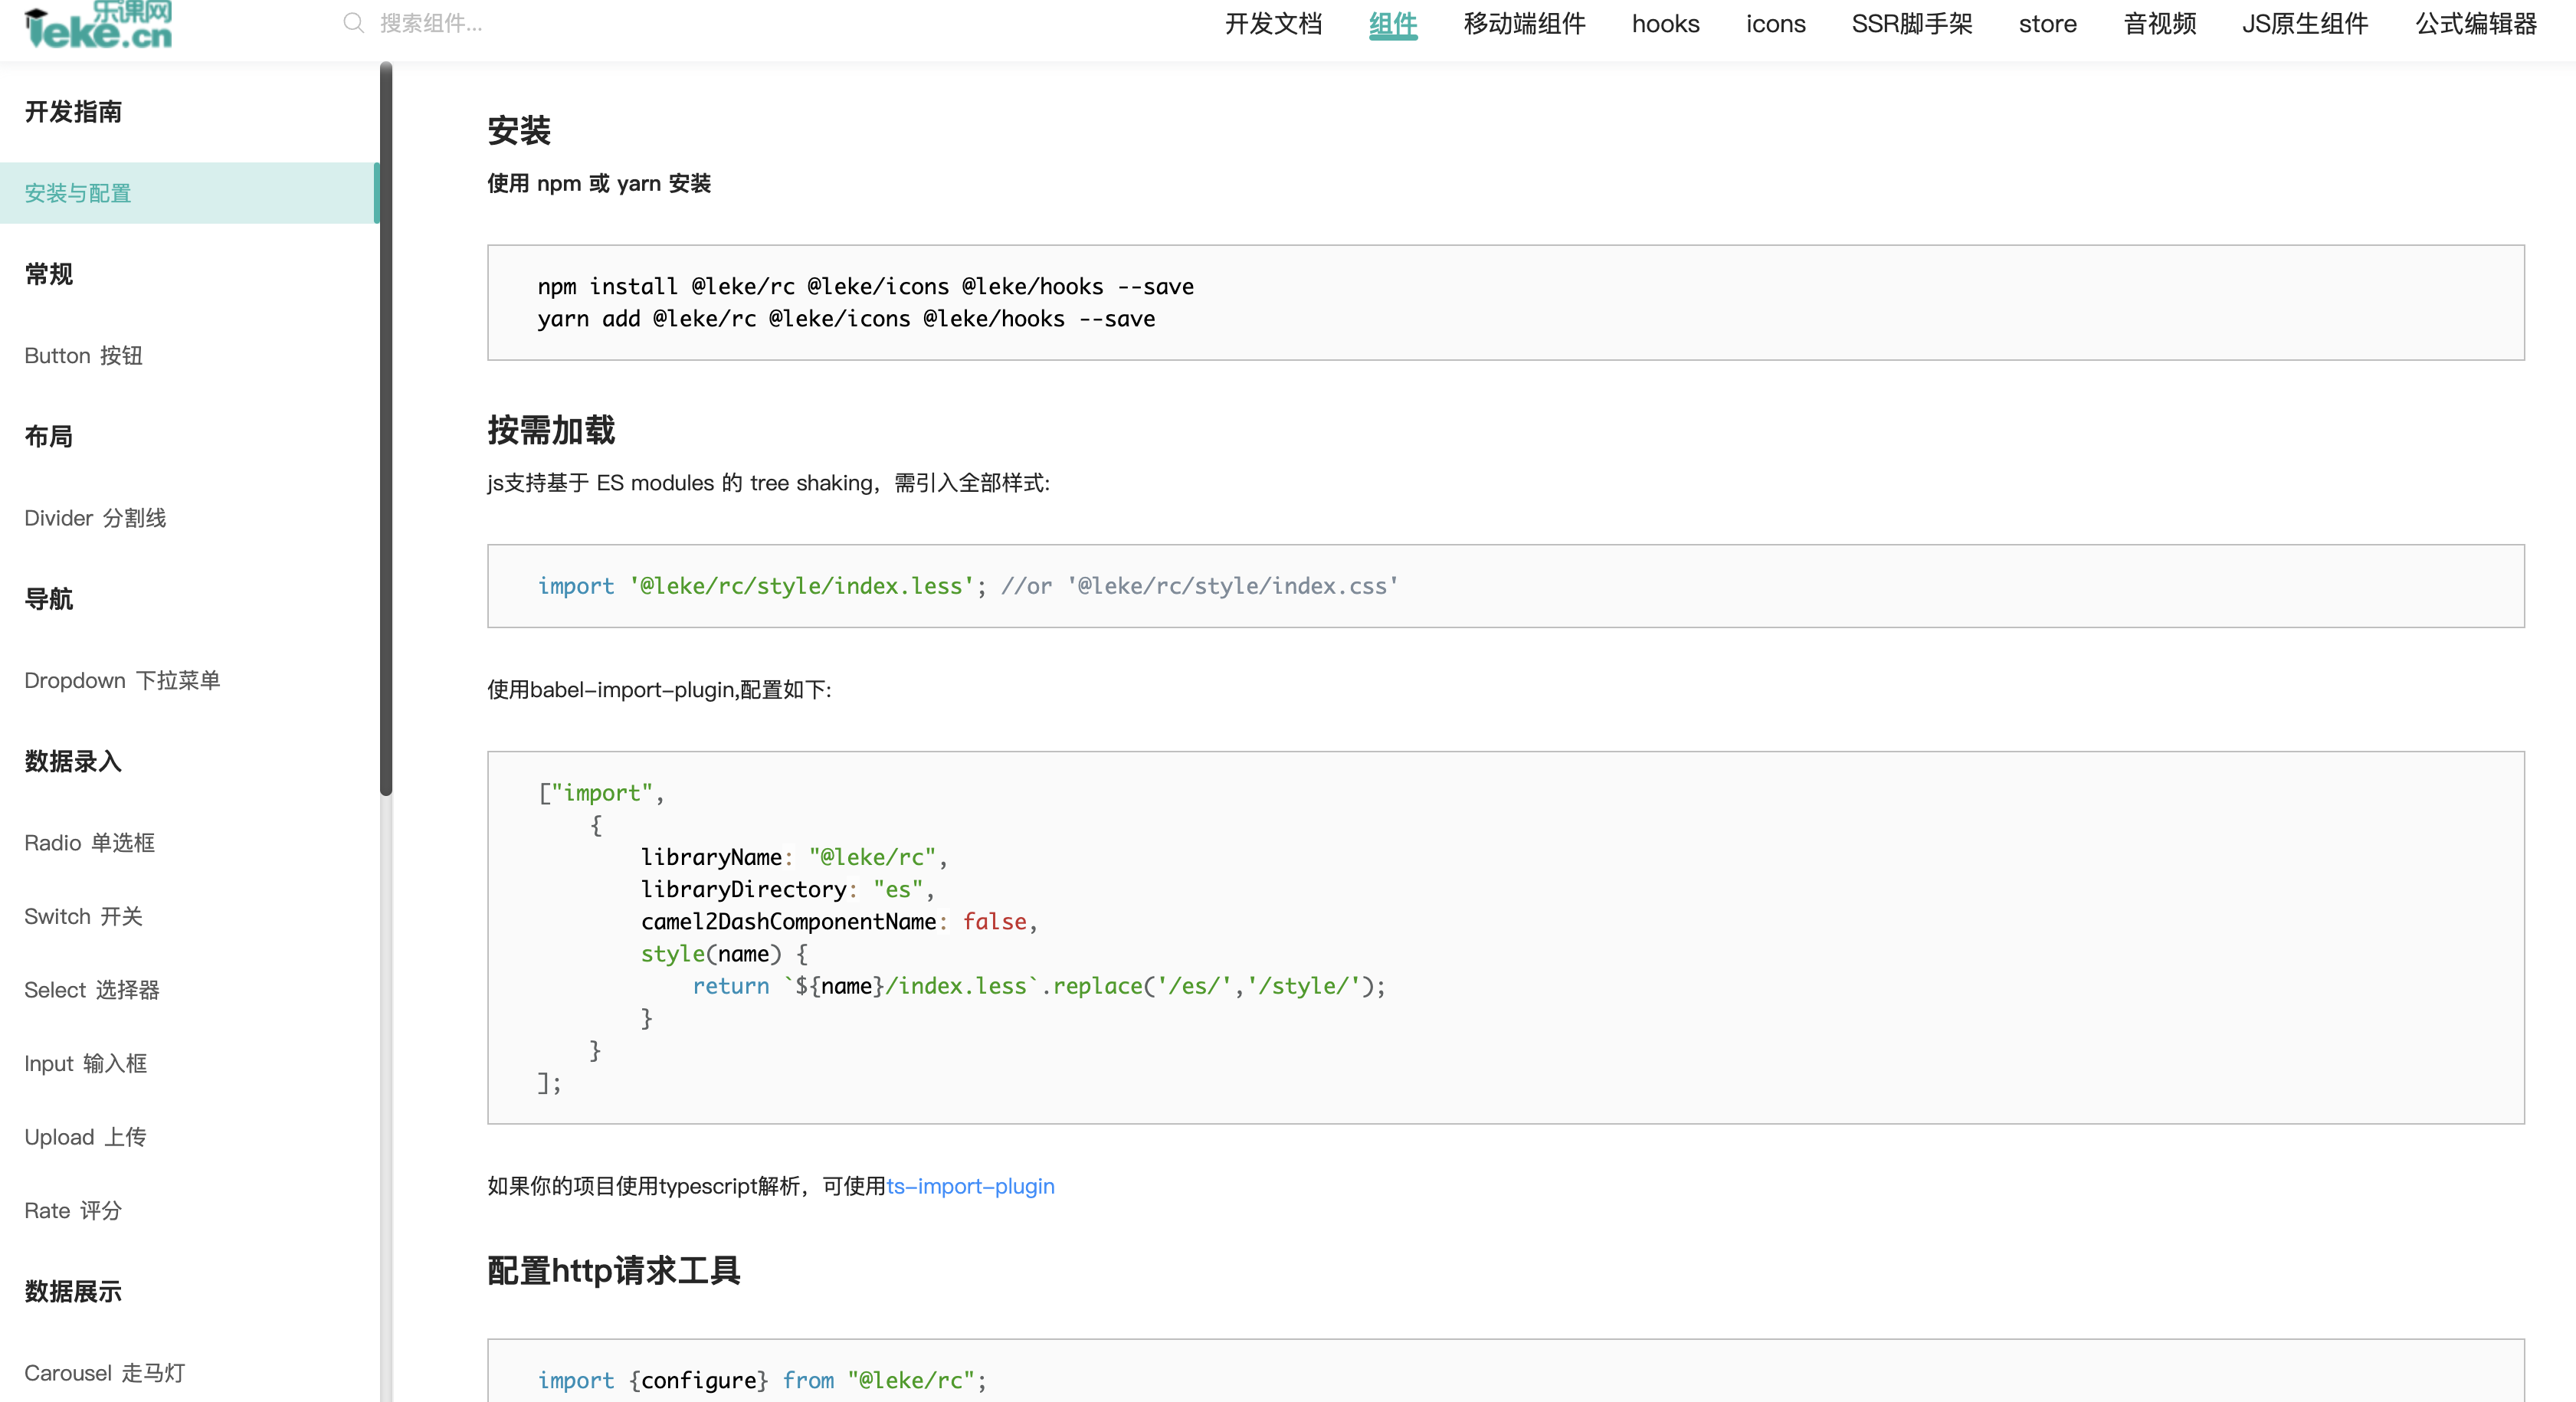 乐课网
leke.cn
搜索组件...
开发文档 组件 移动端组件 hooks icons SSR脚手架 store 音视频 JS原生组件 公式编辑器
开发指南
安装与配置
常规
Button 按钮
布局
Divider 分割线
导航
Dropdown 下拉菜单
数据录入
Radio 单选框
Switch 开关
Select 选择器
Input 输入框
Upload 上传
Rate 评分
数据展示
Carousel 走马灯
安装
使用 npm 或 yarn 安装
npm install @leke/rc @leke/icons @leke/hooks --save
yarn add @leke/rc @leke/icons @leke/hooks --save
按需加载
js支持基于 ES modules 的 tree shaking，需引入全部样式:
import '@leke/rc/style/index.less'; //or '@leke/rc/style/index.css'
使用babel-import-plugin,配置如下:
["import",
{
libraryName: "@leke/rc",
libraryDirectory: "es",
camel2DashComponentName: false,
style(name) {
return `${name}/index.less`.replace('/es/','/style/');
}
}
];
如果你的项目使用typescript解析，可使用ts-import-plugin
配置http请求工具
import {configure} from "@leke/rc";